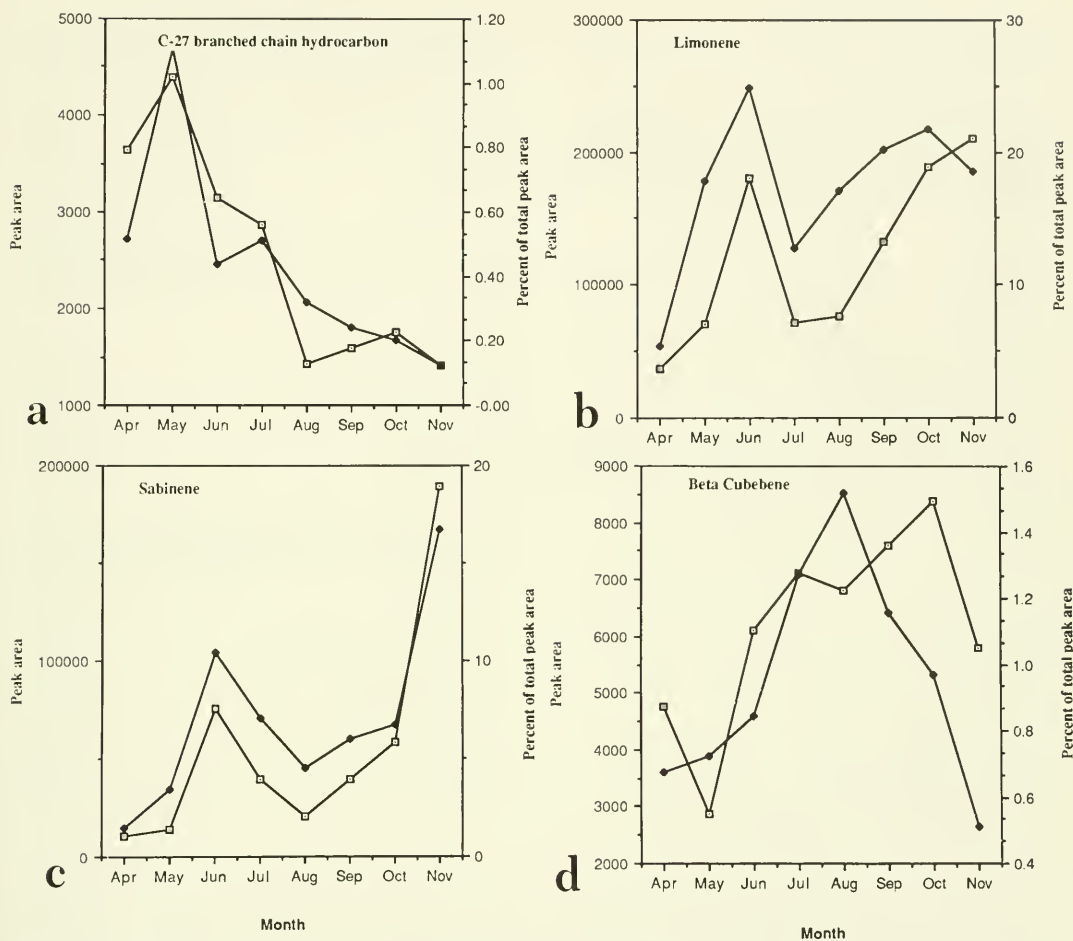 C-27 branched chain hydrocarbon
5000
4000
3000
2000
1000
Peak area
1.20
1.00
0.80
0.60
0.40
0.20
-0.00
Percent of total peak area
Apr May Jun Jul Aug Sep Oct Nov
a
Limonene
300000
200000
100000
0
Peak area
30
20
10
0
Percent of total peak area
Apr May Jun Jul Aug Sep Oct Nov
b
Sabinene
200000
100000
0
Peak area
20
10
0
Percent of total peak area
Apr May Jun Jul Aug Sep Oct Nov
c
Month
Beta Cubebene
9000
8000
7000
6000
5000
4000
3000
2000
Peak area
1.6
1.4
1.2
1.0
0.8
0.6
0.4
Percent of total peak area
Apr May Jun Jul Aug Sep Oct Nov
d
Month